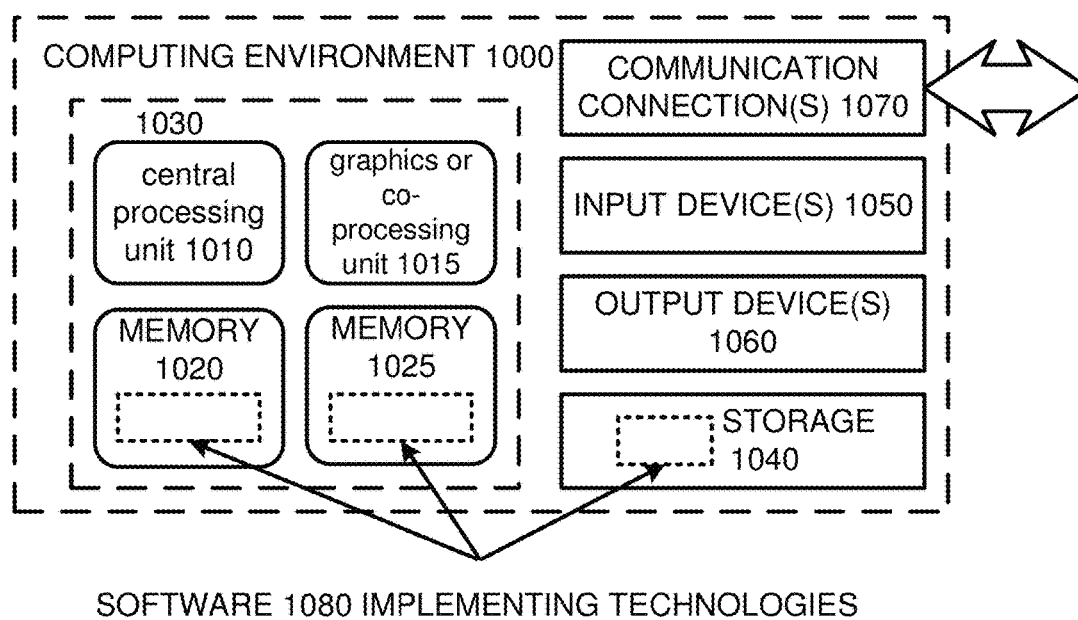 COMPUTING ENVIRONMENT 1000
1030
central
processing
unit 1010
graphics or
co-
processing
unit 1015
MEMORY
1020
MEMORY
1025
COMMUNICATION
CONNECTION(S) 1070
INPUT DEVICE(S) 1050
OUTPUT DEVICE(S)
1060
STORAGE
1040
SOFTWARE 1080 IMPLEMENTING TECHNOLOGIES